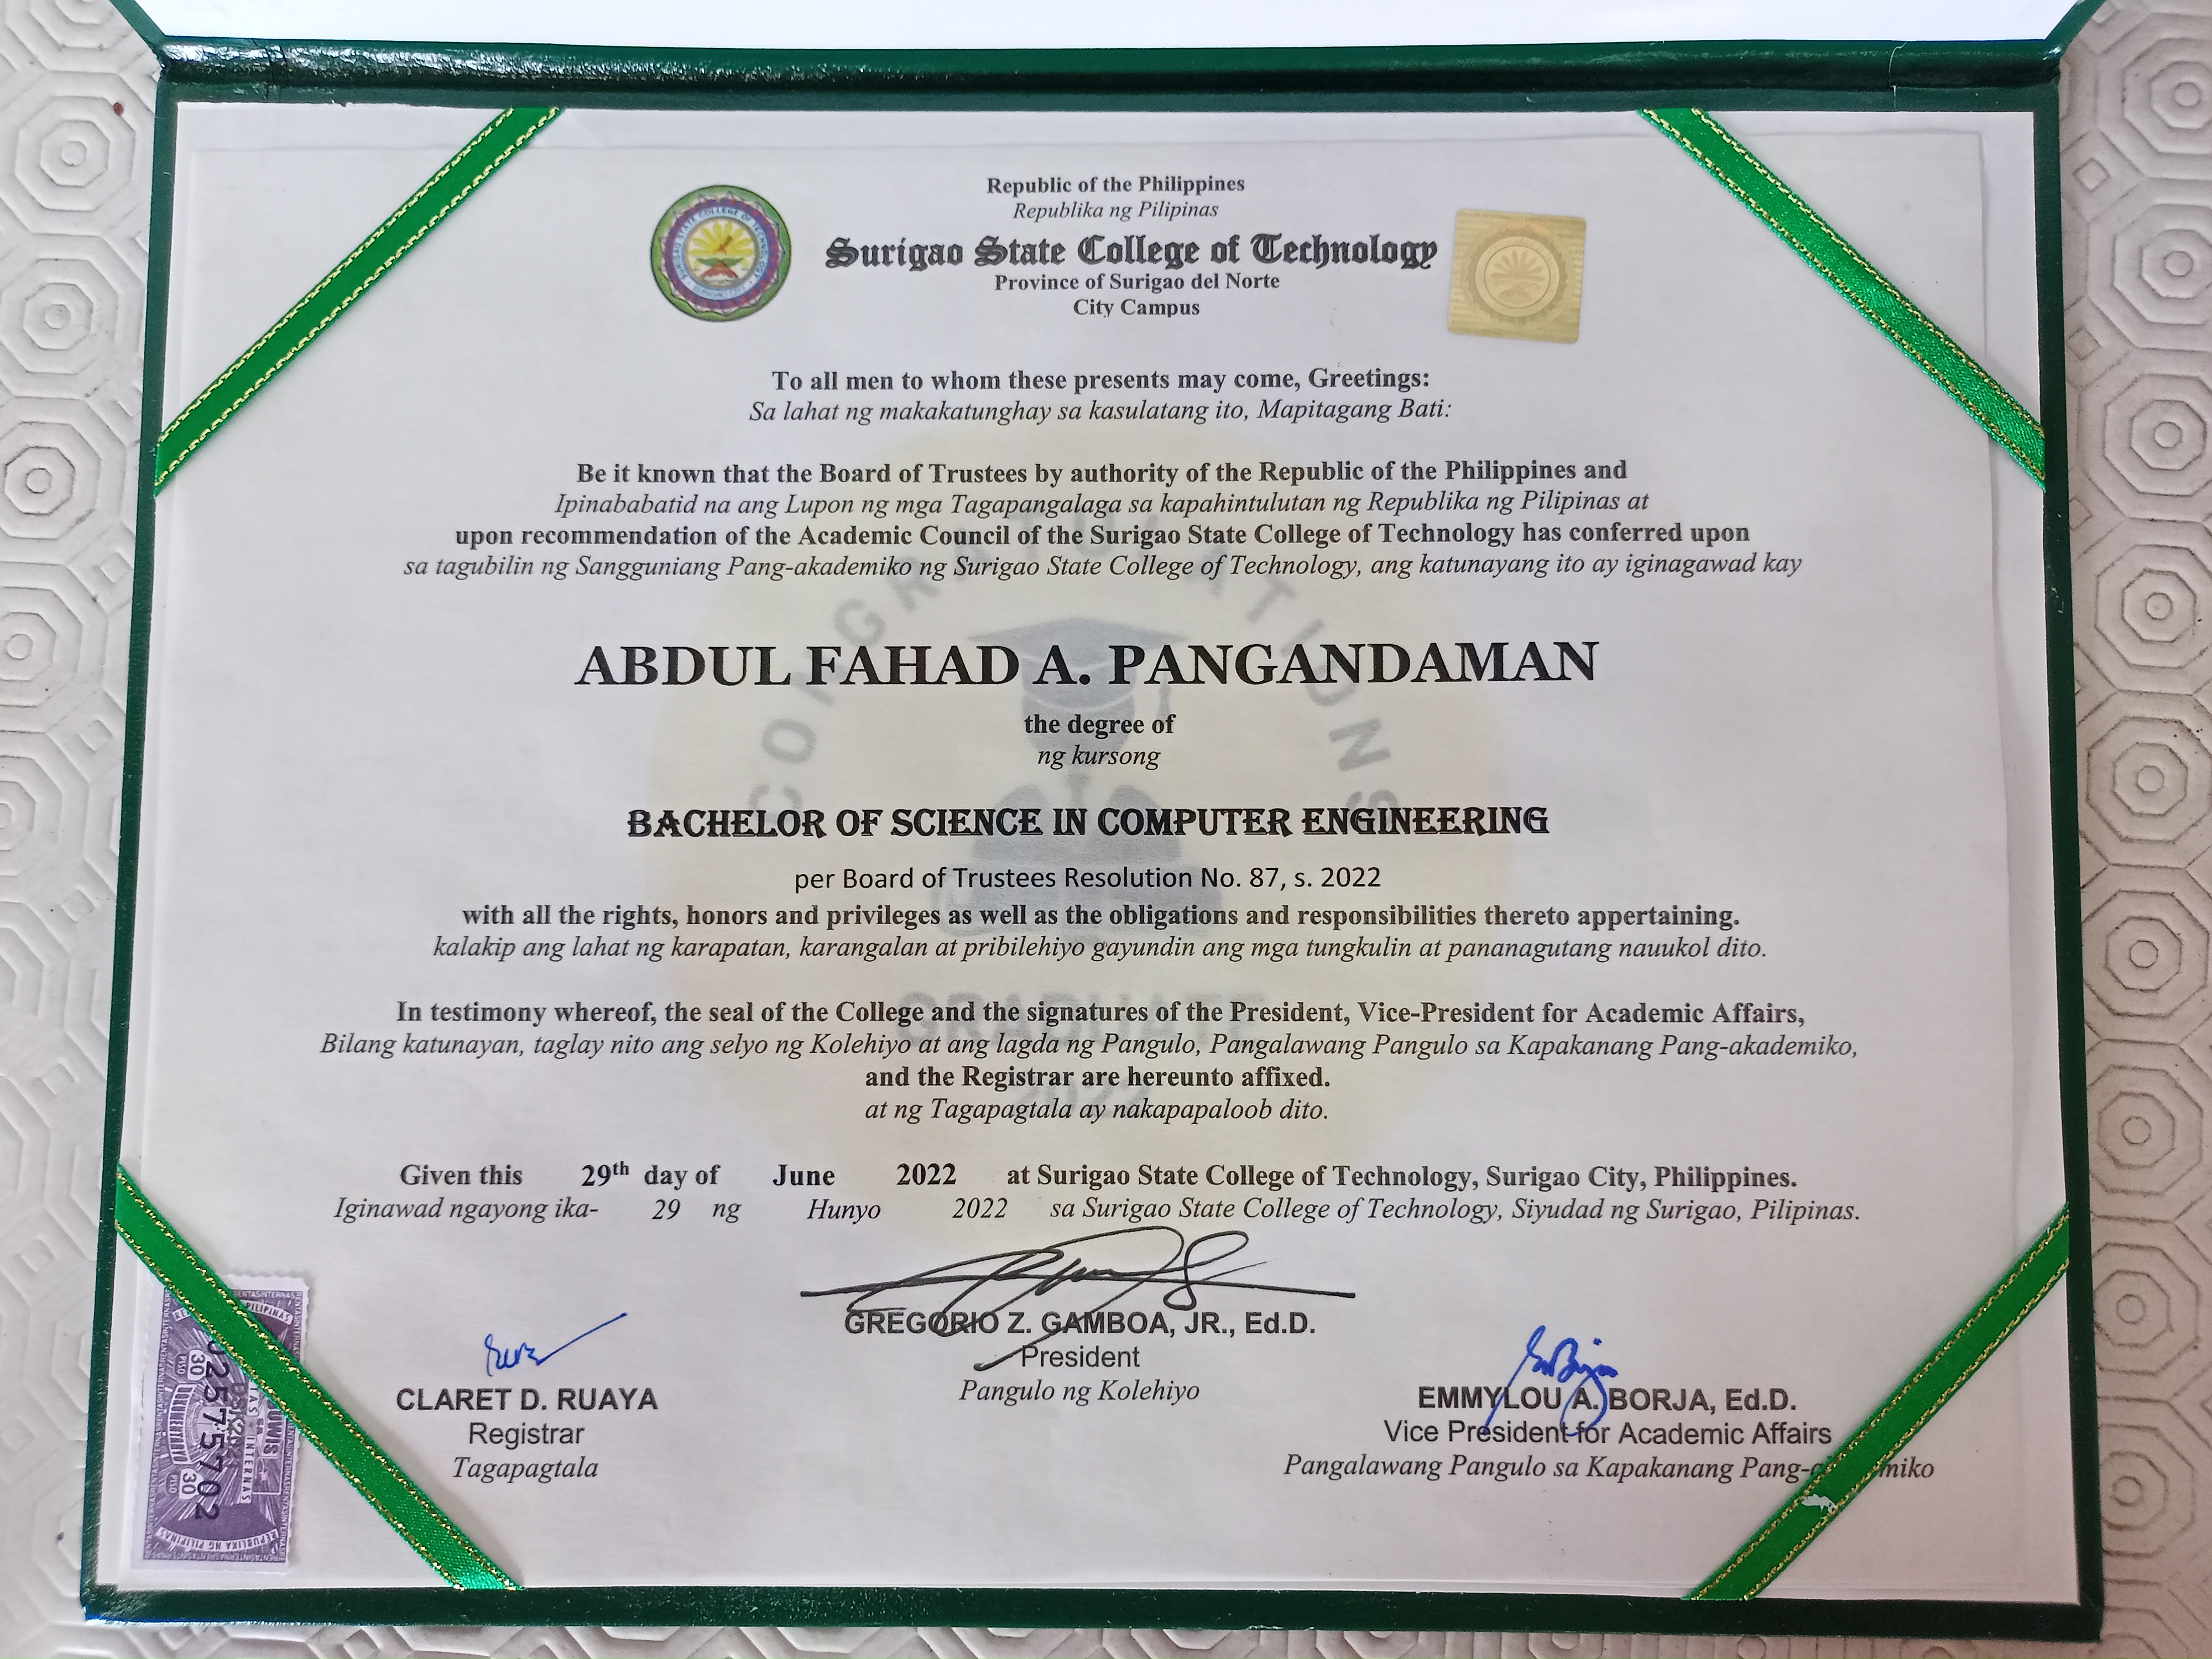 Republic of the Philippines
Republika ng Pilipinas
Surigao State College of Technology
Province of Surigao del Norte
City Campus
To all men to whom these presents may come, Greetings:
Sa lahat ng makakatunghay sa kasulatang ito, Mapitagang Bati:
Be it known that the Board of Trustees by authority of the Republic of the Philippines and
Ipinababatid na ang Lupon ng mga Tagapangalaga sa kapahintulutan ng Republika ng Pilipinas at
upon recommendation of the Academic Council of the Surigao State College of Technology has conferred upon
sa tagubilin ng Sangguniang Pang-akademiko ng Surigao State College of Technology, ang katunayang ito ay iginagawad kay
CONGRATULATIONS
ABDUL FAHAD A. PANGANDAMAN
the degree of
ng kursong
BACHELOR OF SCIENCE IN COMPUTER ENGINEERING
per Board of Trustees Resolution No. 87, s. 2022
with all the rights, honors and privileges as well as the obligations and responsibilities thereto appertaining.
kalakip ang lahat ng karapatan, karangalan at pribilehiyo gayundin ang mga tungkulin at pananagutang nauukol dito.
GRADUATE
In testimony whereof, the seal of the College and the signatures of the President, Vice-President for Academic Affairs,
Bilang katunayan, taglay nito ang selyo ng Kolehiyo at ang lagda ng Pangulo, Pangalawang Pangulo sa Kapakanang Pang-akademiko,
and the Registrar are hereunto affixed.
at ng Tagapagtala ay nakapapaloob dito.
Given this 29th day of June 2022 at Surigao State College of Technology, Surigao City, Philippines.
Iginawad ngayong ika- 29 ng Hunyo 2022 sa Surigao State College of Technology, Siyudad ng Surigao, Pilipinas.
GREGORIO Z. GAMBOA, JR., Ed.D.
President
Pangulo ng Kolehiyo
CLARET D. RUAYA
Registrar
Tagapagtala
EMMYLOU A. BORJA, Ed.D.
Vice President for Academic Affairs
Pangalawang Pangulo sa Kapakanang
PILIPINAS
30 PISO
REPUBLIKA NG PILIPINAS